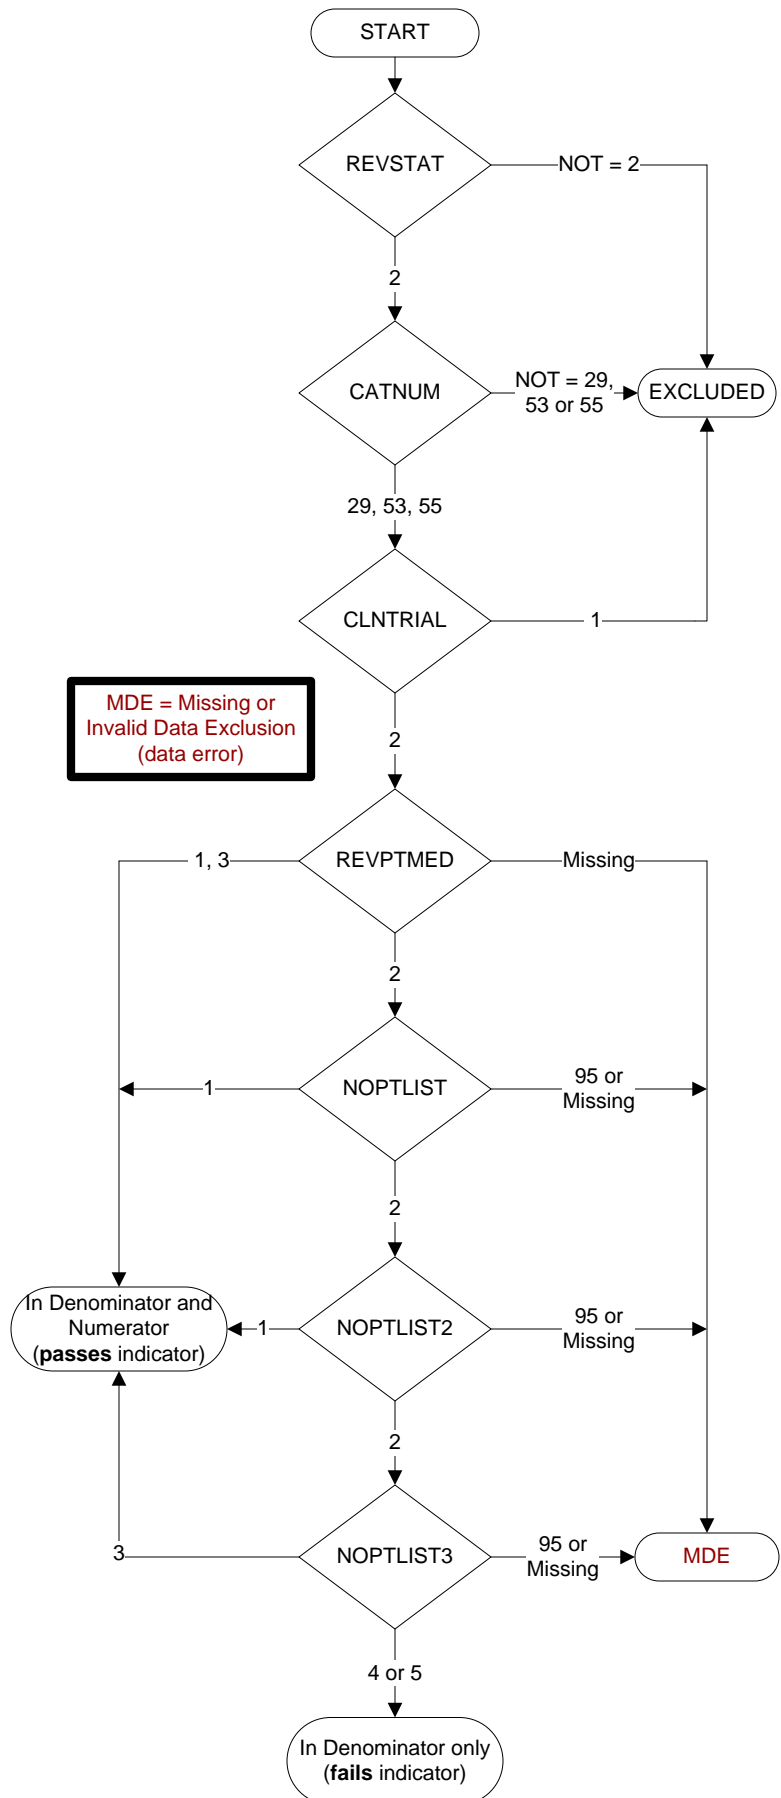 START
REVSTAT
NOT = 2
2
CATNUM
NOT = 29,
53 or 55
EXCLUDED
29, 53, 55
CLNTRIAL
1
MDE = Missing or
Invalid Data Exclusion
(data error)
2
1, 3
REVPTMED
Missing
2
1
NOPTLIST
95 or
Missing
2
In Denominator and
Numerator
(passes indicator)
1
NOPTLIST2
95 or
Missing
2
3
NOPTLIST3
95 or
Missing
MDE
4 or 5
In Denominator only
(fails indicator)